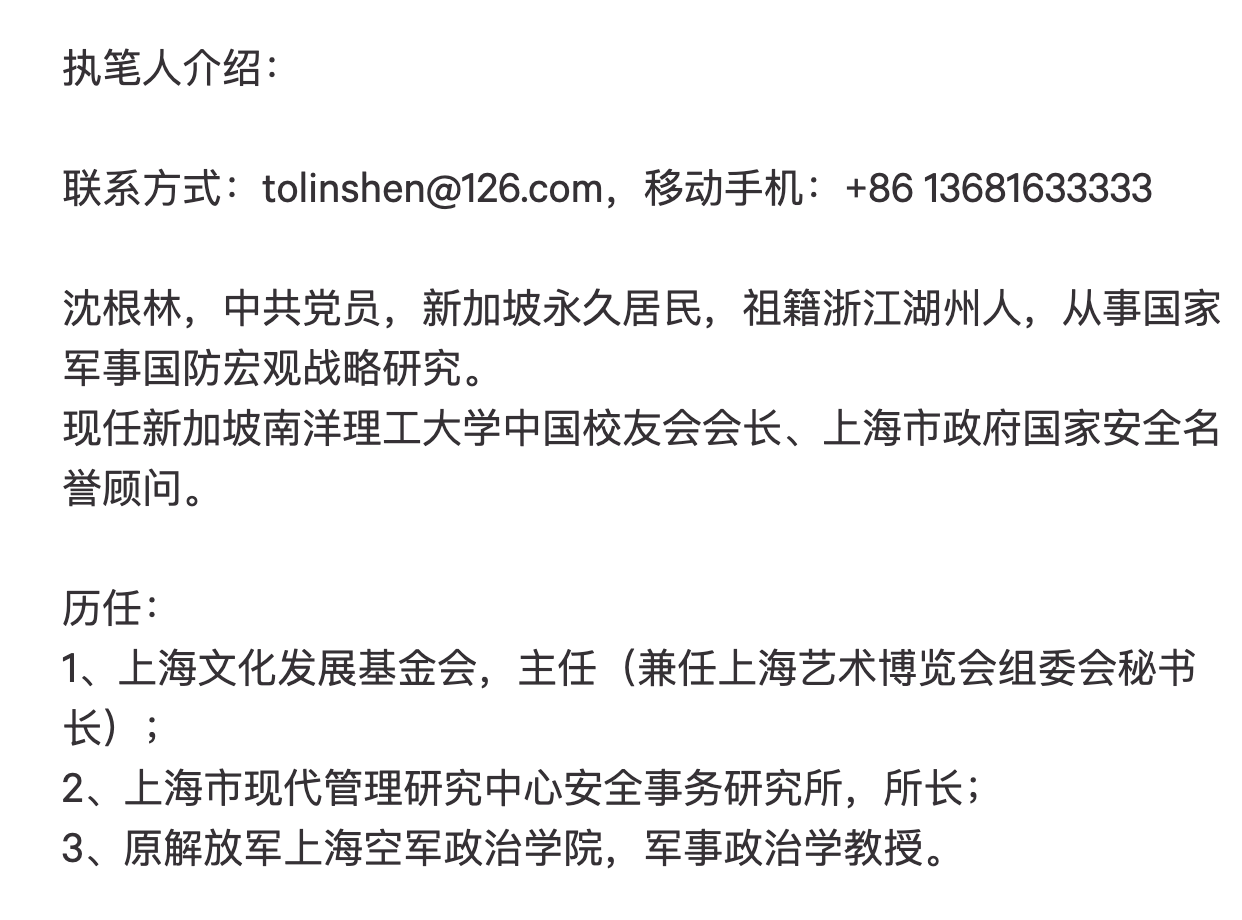 执笔人介绍：
联系方式：tolinshen@126.com，移动手机：+86 13681633333
沈根林，中共党员，新加坡永久居民，祖籍浙江湖州人，从事国家
军事国防宏观战略研究。
现任新加坡南洋理工大学中国校友会会长、上海市政府国家安全名
誉顾问。
历任：
1、上海文化发展基金会，主任（兼任上海艺术博览会组委会秘书
长）；
2、上海市现代管理研究中心安全事务研究所，所长；
3、原解放军上海空军政治学院，军事政治学教授。